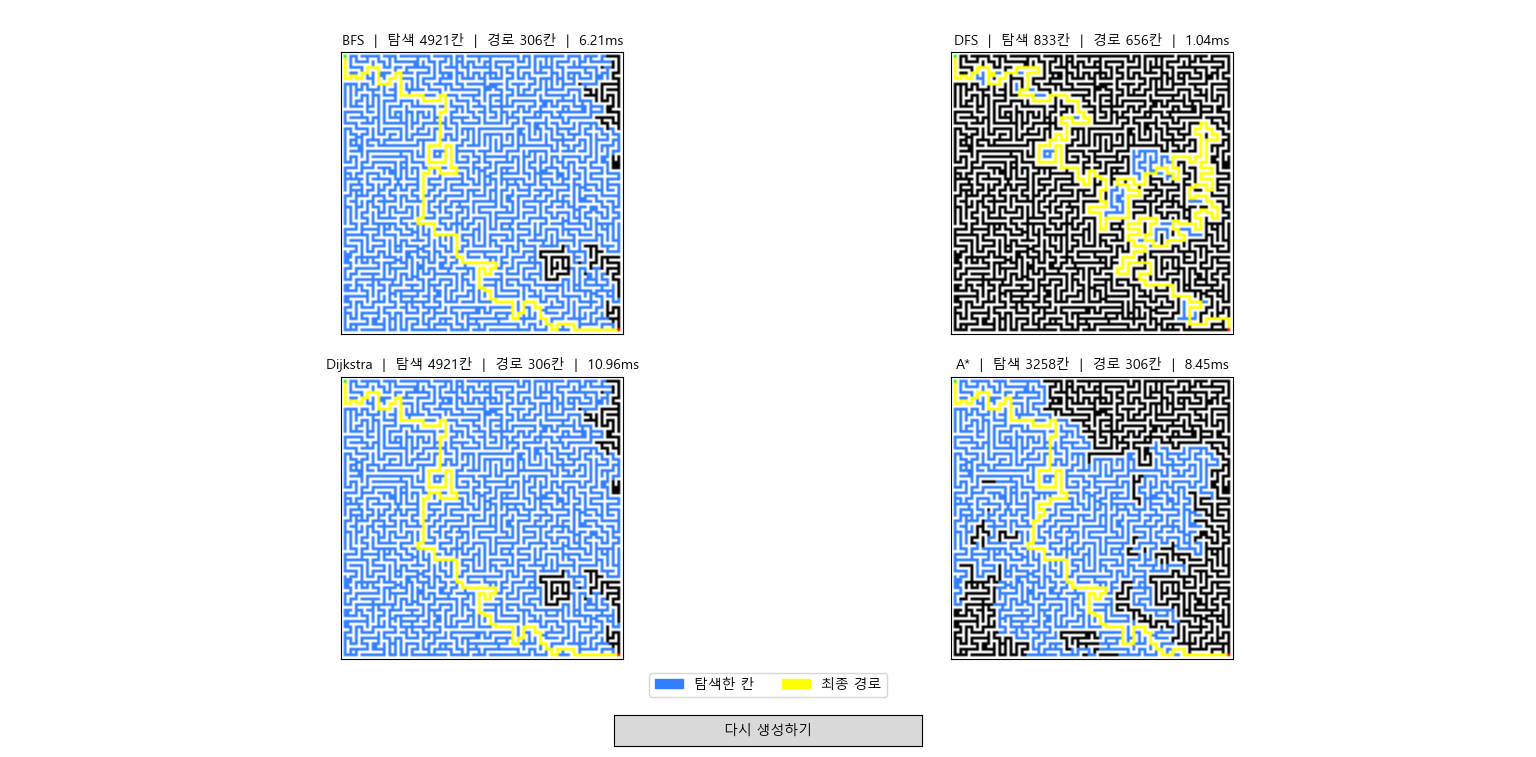 BFS | 탐색 4921칸 | 경로 306칸 | 6.21ms
DFS | 탐색 833칸 | 경로 656칸 | 1.04ms
Dijkstra | 탐색 4921칸 | 경로 306칸 | 10.96ms
A* | 탐색 3258칸 | 경로 306칸 | 8.45ms
탐색한 칸 최종 경로
다시 생성하기